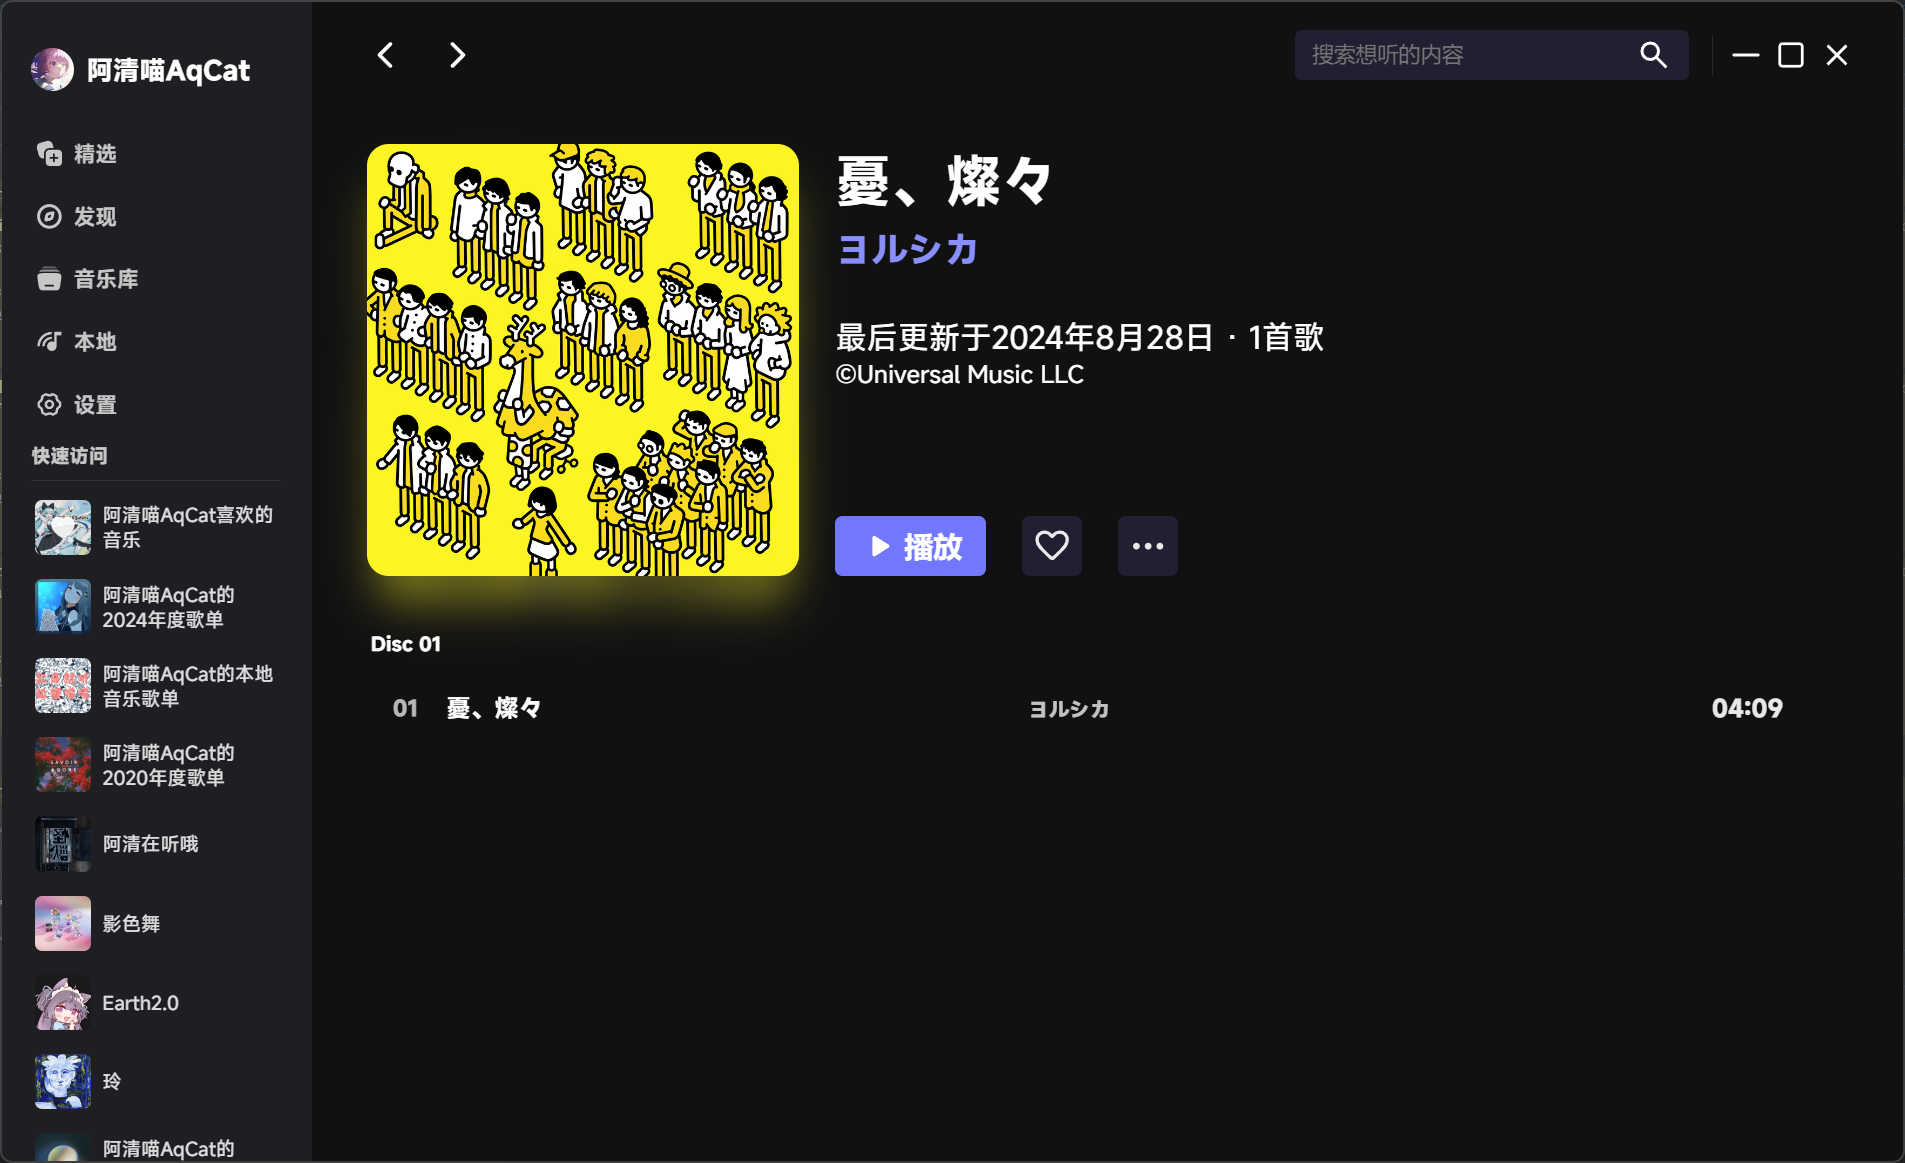 阿清喵AqCat
精选
发现
音乐库
本地
设置
快速访问
阿清喵AqCat喜欢的
音乐
阿清喵AqCat的
2024年度歌单
阿清喵AqCat的本地
音乐歌单
阿清喵AqCat的
2020年度歌单
阿清在听哦
影色舞
Earth2.0
玲
阿清喵AqCat的
搜索想听的内容
憂、燦々
ヨルシカ
最后更新于2024年8月28日 · 1首歌
©Universal Music LLC
播放
Disc 01
01 憂、燦々 ヨルシカ 04:09